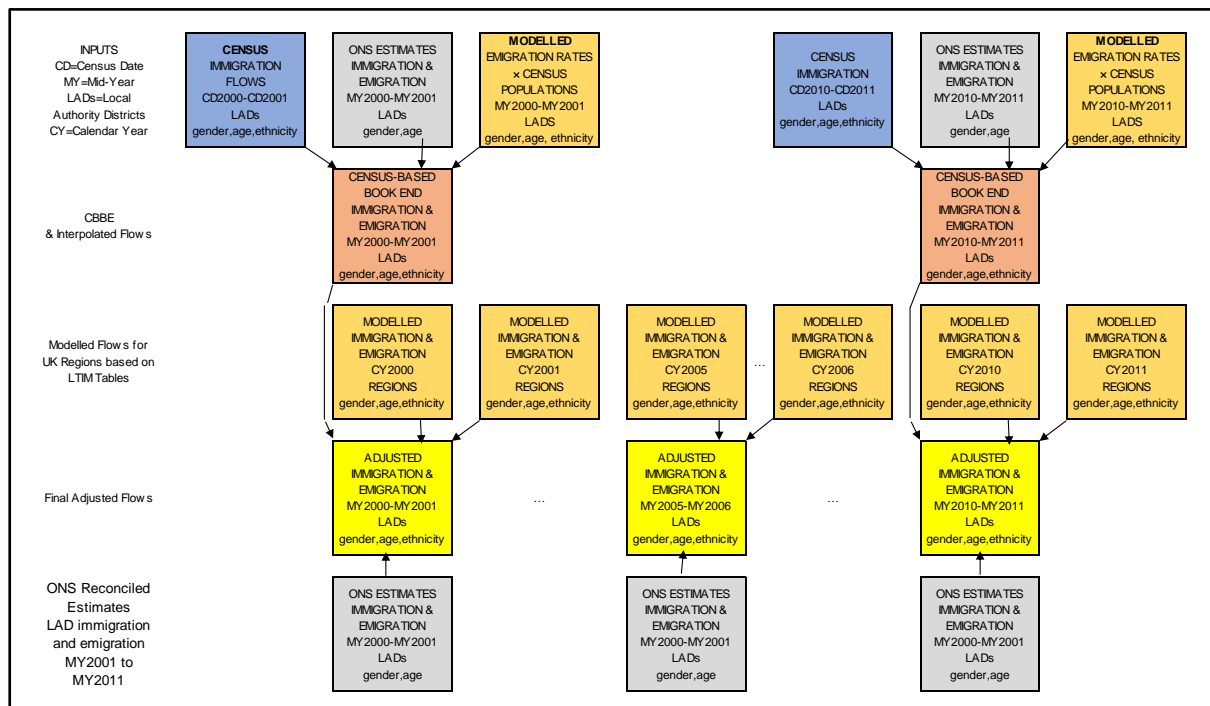 INPUTS
CD=Census Date
MY=Mid-Year
LADs=Local
Authority Districts
CY=Calendar Year
CENSUS
IMMIGRATION
FLOWS
CD2000-CD2001
LADs
gender,age,ethnicity
ONS ESTIMATES
IMMIGRATION &
EMIGRATION
MY2000-MY2001
LADs
gender,age
MODELLED
EMIGRATION RATES
× CENSUS
POPULATIONS
MY2000-MY2001
LADS
gender,age, ethnicity
CENSUS
IMMIGRATION
CD2010-CD2011
LADs
gender,age,ethnicity
ONS ESTIMATES
IMMIGRATION &
EMIGRATION
MY2010-MY2011
LADs
gender,age
MODELLED
EMIGRATION RATES
× CENSUS
POPULATIONS
MY2010-MY2011
LADS
gender,age, ethnicity
CBBE
& Interpolated Flows
CENSUS-BASED
BOOK END
IMMIGRATION &
EMIGRATION
MY2000-MY2001
LADs
gender,age,ethnicity
CENSUS-BASED
BOOK END
IMMIGRATION &
EMIGRATION
MY2010-MY2011
LADs
gender,age,ethnicity
Modelled Flows for
UK Regions based on
LTIM Tables
MODELLED
IMMIGRATION &
EMIGRATION
CY2000
REGIONS
gender,age,ethnicity
MODELLED
IMMIGRATION &
EMIGRATION
CY2001
REGIONS
gender,age,ethnicity
MODELLED
IMMIGRATION &
EMIGRATION
CY2005
REGIONS
gender,age,ethnicity
...
MODELLED
IMMIGRATION &
EMIGRATION
CY2006
REGIONS
gender,age,ethnicity
MODELLED
IMMIGRATION &
EMIGRATION
CY2010
REGIONS
gender,age,ethnicity
MODELLED
IMMIGRATION &
EMIGRATION
CY2011
REGIONS
gender,age,ethnicity
Final Adjusted Flows
ADJUSTED
IMMIGRATION &
EMIGRATION
MY2000-MY2001
LADs
gender,age,ethnicity
...
ADJUSTED
IMMIGRATION &
EMIGRATION
MY2005-MY2006
LADs
gender,age,ethnicity
...
ADJUSTED
IMMIGRATION &
EMIGRATION
MY2010-MY2011
LADs
gender,age,ethnicity
ONS Reconciled
Estimates
LAD immigration
and emigration
MY2001 to
MY2011
ONS ESTIMATES
IMMIGRATION &
EMIGRATION
MY2000-MY2001
LADs
gender,age
ONS ESTIMATES
IMMIGRATION &
EMIGRATION
MY2000-MY2001
LADs
gender,age
ONS ESTIMATES
IMMIGRATION &
EMIGRATION
MY2000-MY2001
LADs
gender,age